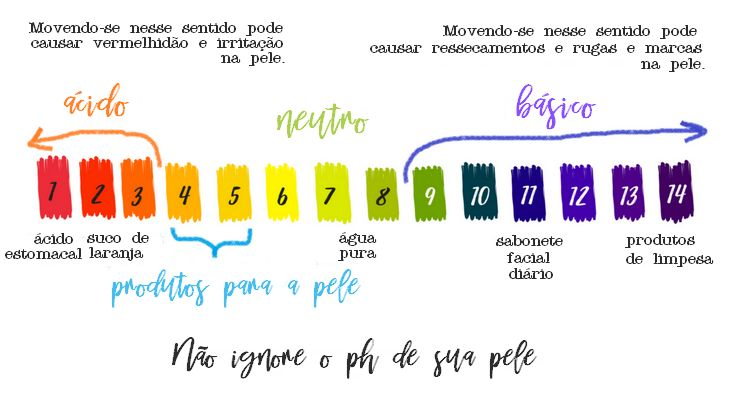 Movendo-se nesse sentido pode
causar vermelhidão e irritação
na pele.
Movendo-se nesse sentido pode
causar ressecamentos e rugas e marcas
na pele.
ácido
neutro
básico
1 2 3 4 5 6 7 8 9 10 11 12 13 14
ácido
estomacal
suco de
laranja
água
pura
sabonete
facial
diário
produtos
de limpesa
produtos para a pele
Não ignore o ph de sua pele